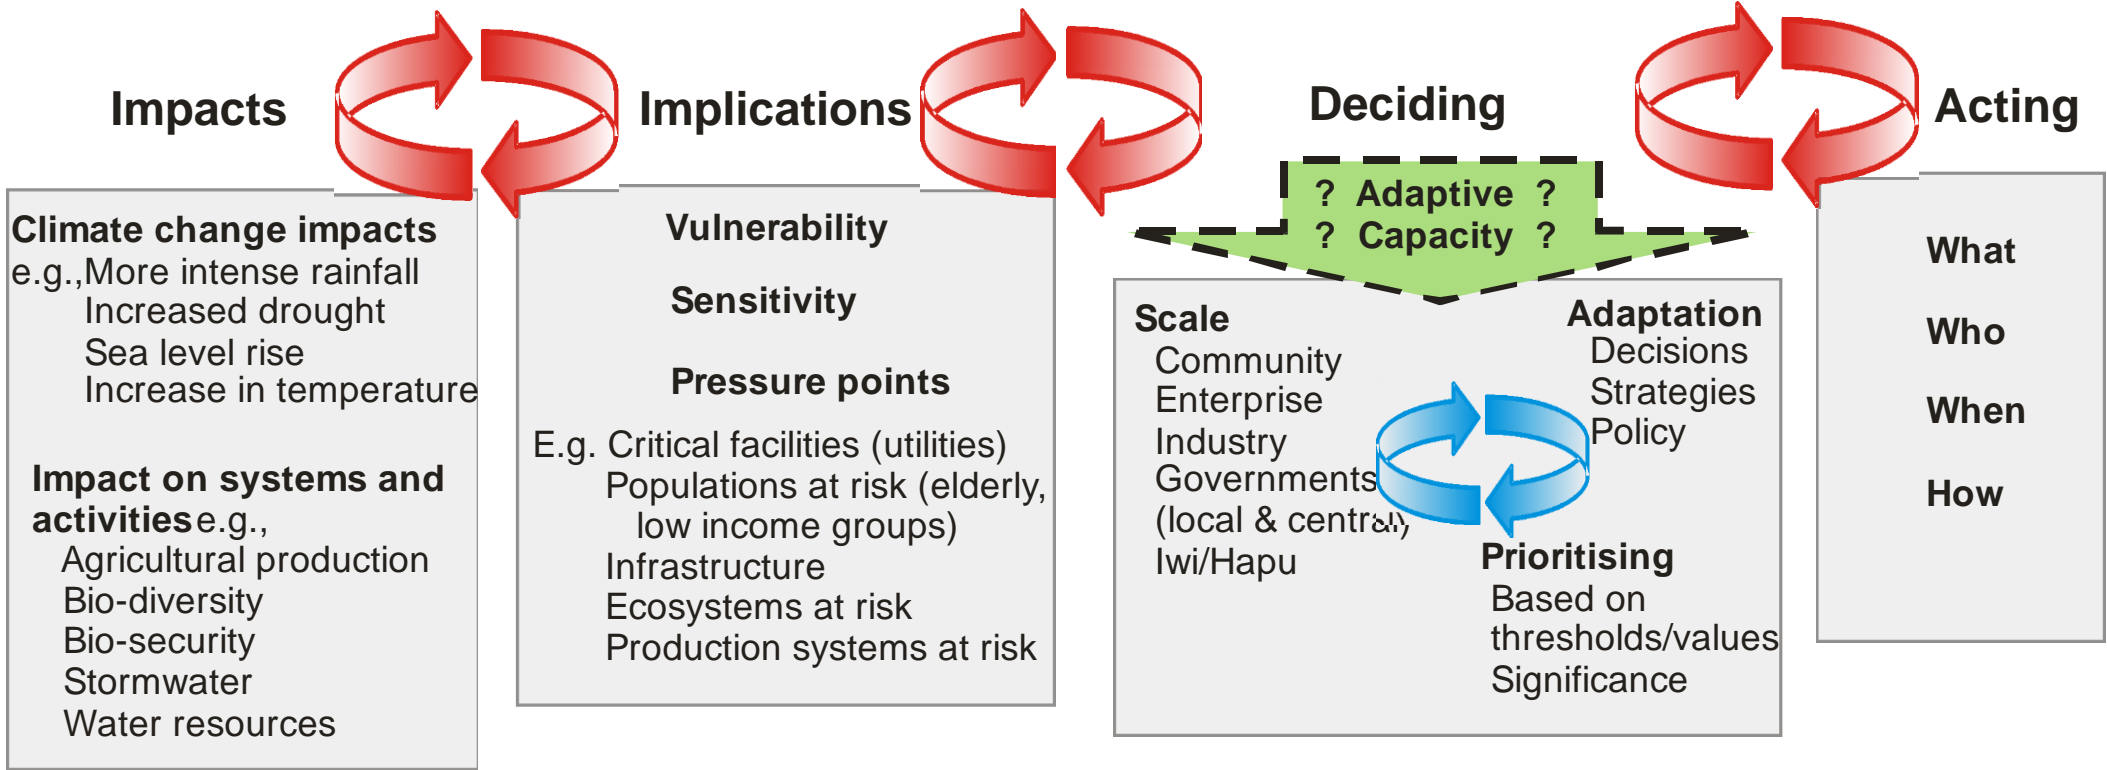 Impacts
Climate change impacts
e.g.,More intense rainfall
Increased drought
Sea level rise
Increase in temperature
Impact on systems and
activities e.g.,
Agricultural production
Bio-diversity
Bio-security
Stormwater
Water resources
Implications
Vulnerability
Sensitivity
Pressure points
E.g. Critical facilities (utilities)
Populations at risk (elderly,
low income groups)
Infrastructure
Ecosystems at risk
Production systems at risk
Deciding
? Adaptive ?
? Capacity ?
Scale
Community
Enterprise
Industry
Governments
(local & central)
Iwi/Hapu
Adaptation
Decisions
Strategies
Policy
Prioritising
Based on
thresholds/values
Significance
Acting
What
Who
When
How